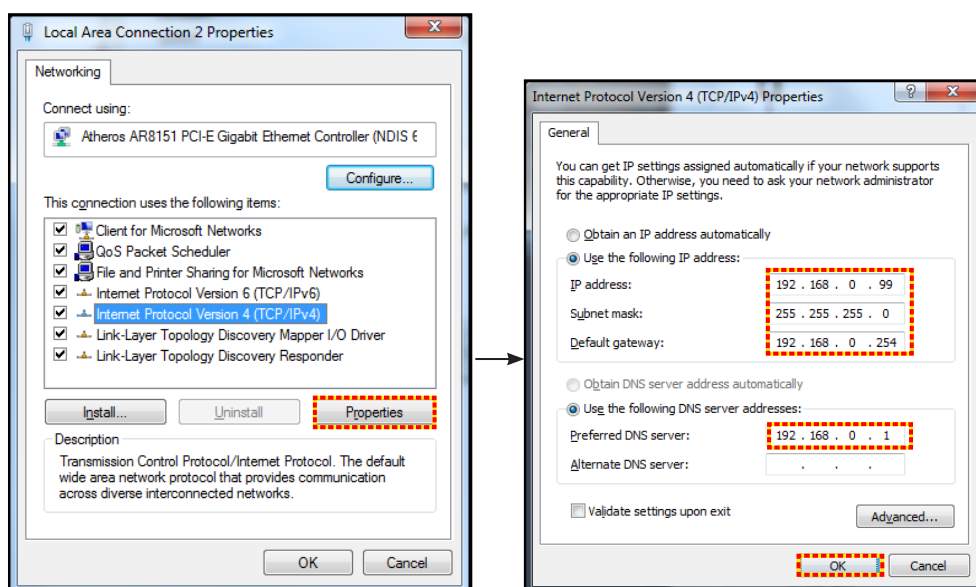 Local Area Connection 2 Properties
Networking
Connect using:
Atheros AR8151 PCI-E Gigabit Ethernet Controller (NDIS 6
Configure...
This connection uses the following items:
Client for Microsoft Networks
QoS Packet Scheduler
File and Printer Sharing for Microsoft Networks
Internet Protocol Version 6 (TCP/IPv6)
Internet Protocol Version 4 (TCP/IPv4)
Link-Layer Topology Discovery Mapper I/O Driver
Link-Layer Topology Discovery Responder
Install...
Uninstall
Properties
Description
Transmission Control Protocol/Internet Protocol. The default
wide area network protocol that provides communication
across diverse interconnected networks.
OK
Cancel
Internet Protocol Version 4 (TCP/IPv4) Properties
General
You can get IP settings assigned automatically if your network supports
this capability. Otherwise, you need to ask your network administrator
for the appropriate IP settings.
Obtain an IP address automatically
Use the following IP address:
IP address: 192 . 168 . 0 . 99
Subnet mask: 255 . 255 . 255 . 0
Default gateway: 192 . 168 . 0 . 254
Obtain DNS server address automatically
Use the following DNS server addresses:
Preferred DNS server: 192 . 168 . 0 . 1
Alternate DNS server: . . .
Validate settings upon exit
Advanced...
OK
Cancel